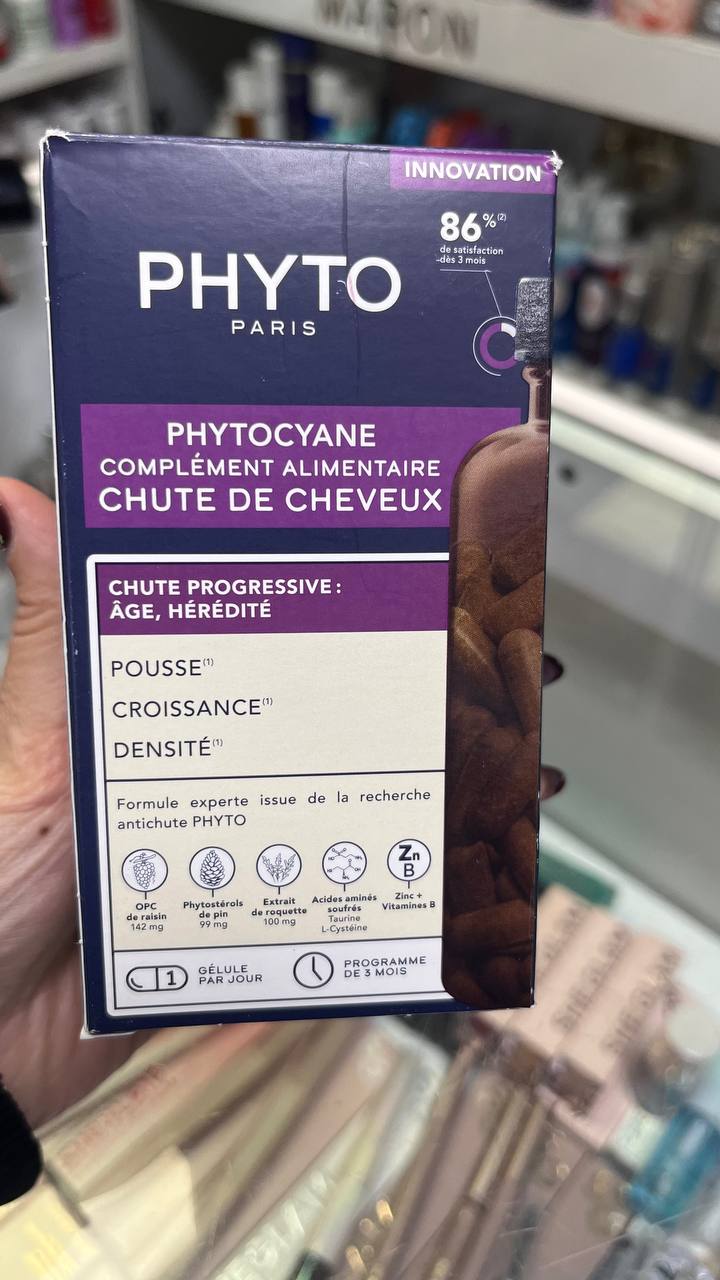 INNOVATION
86%(2)
de satisfaction
dès 3 mois
PHYTO
PARIS
PHYTOCYANE
COMPLÉMENT ALIMENTAIRE
CHUTE DE CHEVEUX
CHUTE PROGRESSIVE :
ÂGE, HÉRÉDITÉ
POUSSE(1)
CROISSANCE(1)
DENSITÉ(1)
Formule experte issue de la recherche
antichute PHYTO
Zn
B
OPC
de raisin
142 mg
Phytostérols
de pin
99 mg
Extrait
de roquette
100 mg
Acides aminés
soufrés
Taurine
L-Cystéine
Zinc +
Vitamines B
1
GÉLULE
PAR JOUR
PROGRAMME
DE 3 MOIS